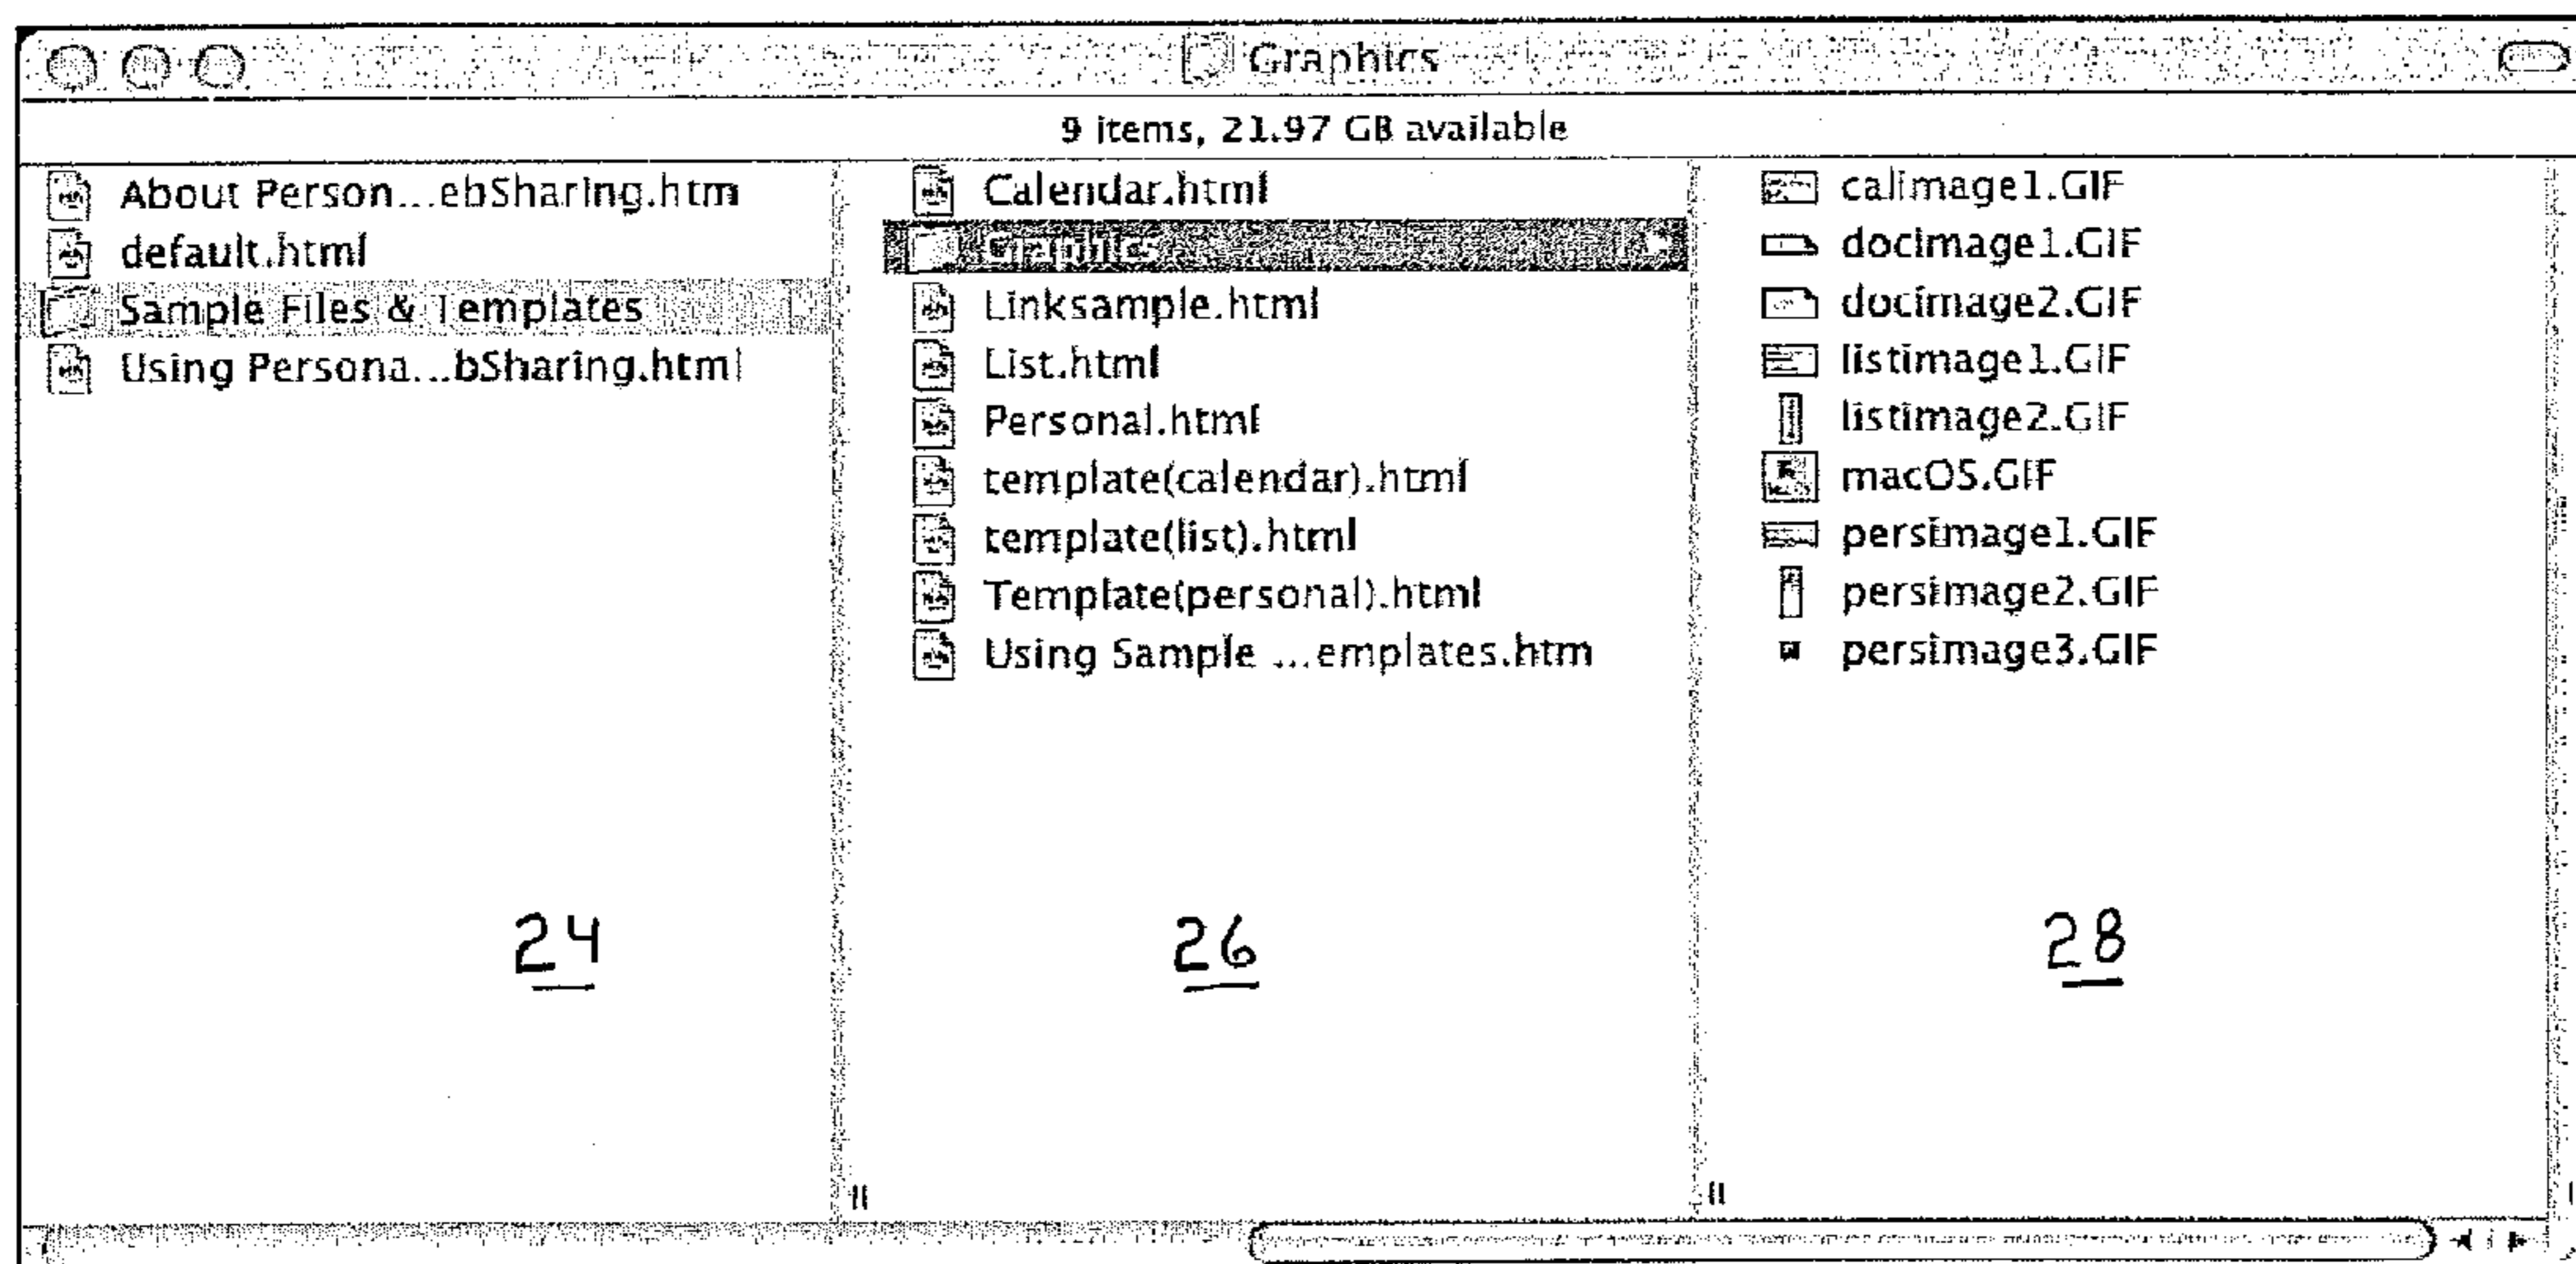 Graphics
9 items, 21.97 GB available
About Person...ebSharing.htm
default.html
Sample Files & Templates
Using Persona...bSharing.html
24
Calendar.html
Graphics
Linksample.html
List.html
Personal.html
template(calendar).html
template(list).html
Template(personal).html
Using Sample ...emplates.htm
26
calimage1.GIF
docimage1.GIF
docimage2.GIF
listimage1.GIF
listimage2.GIF
macOS.GIF
persimage1.GIF
persimage2.GIF
persimage3.GIF
28